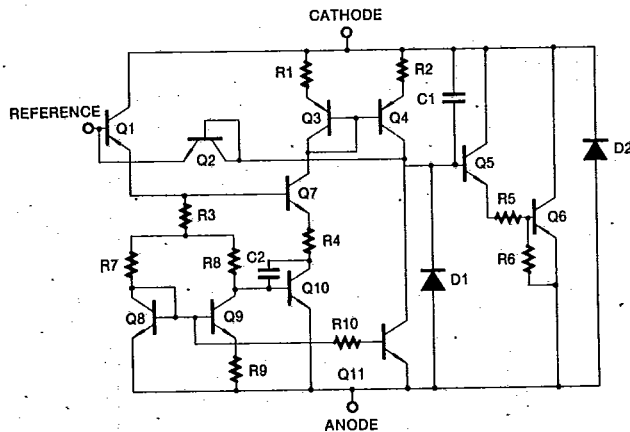 CATHODE
R1
R2
C1
REFERENCE
Q1
Q3
Q4
Q2
Q5
D2
Q7
R5
Q6
R3
R4
R6
R7
R8
C2
Q10
D1
Q8
Q9
R10
R9
Q11
ANODE